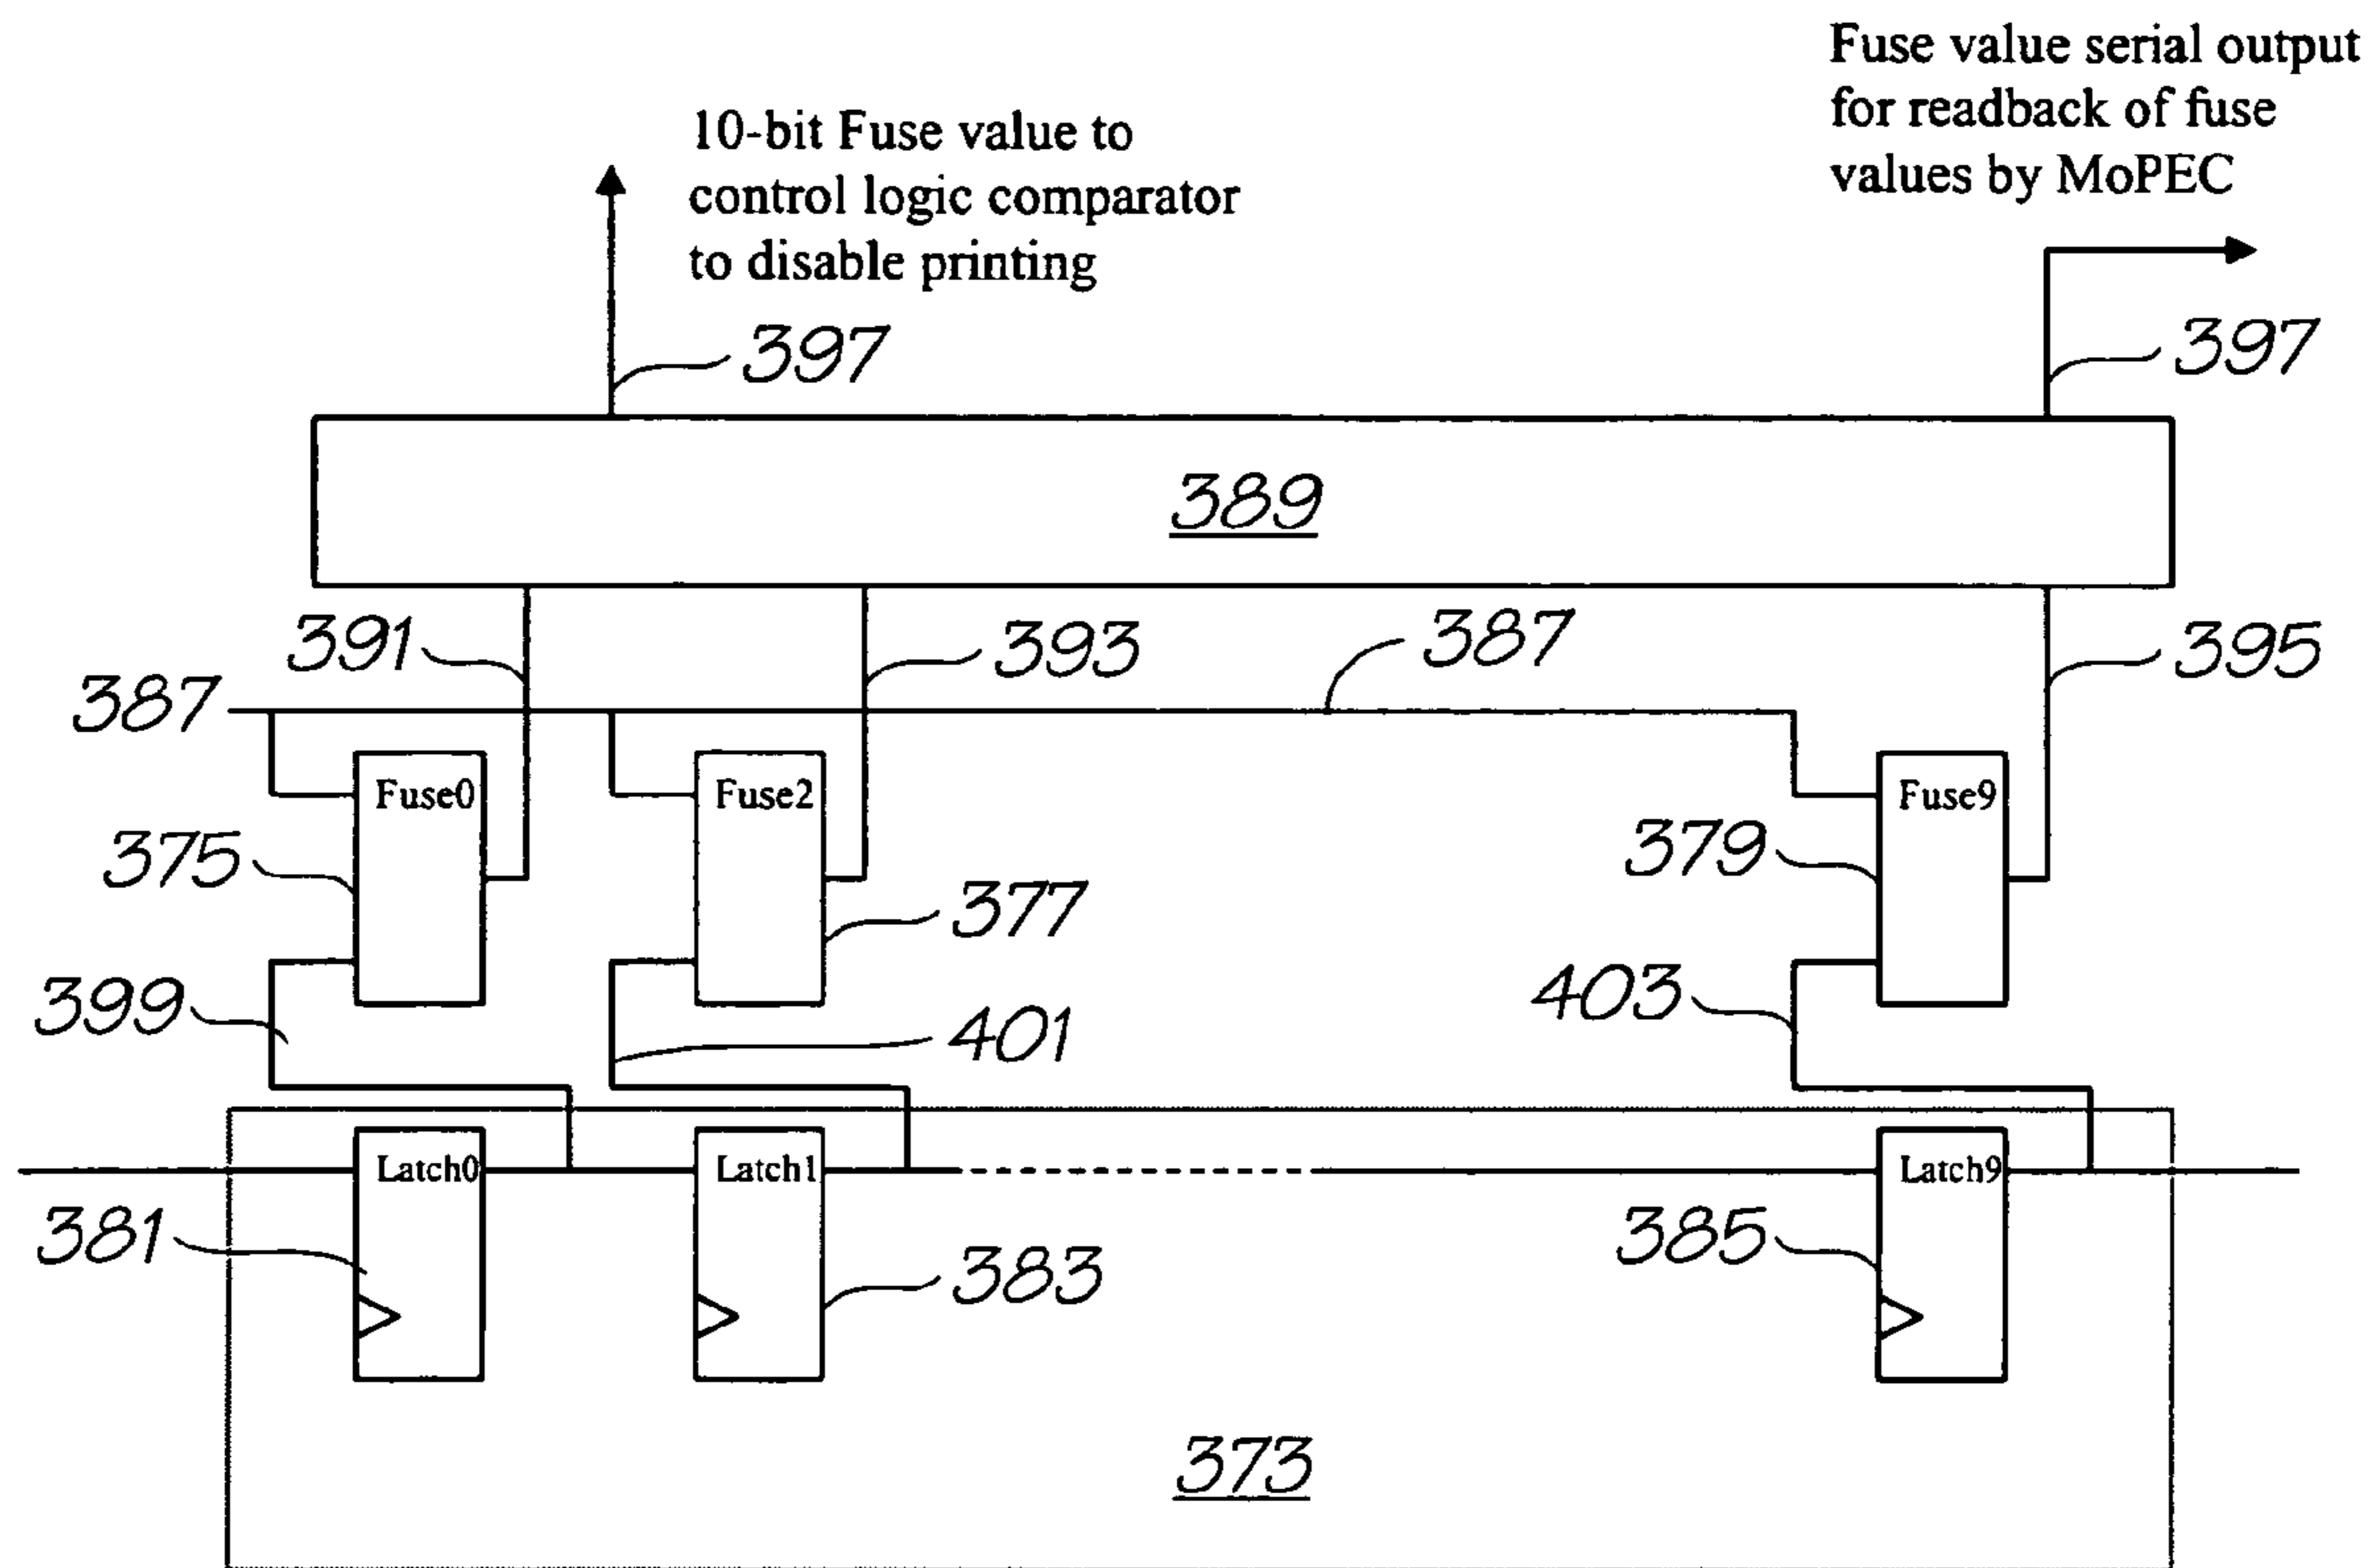 Fuse value serial output
for readback of fuse
values by MoPEC
10-bit Fuse value to
control logic comparator
to disable printing
397
397
389
391
393
387
395
387
Fuse0
Fuse2
Fuse9
375
379
377
399
403
401
Latch0
Latch1
Latch9
381
385
383
373